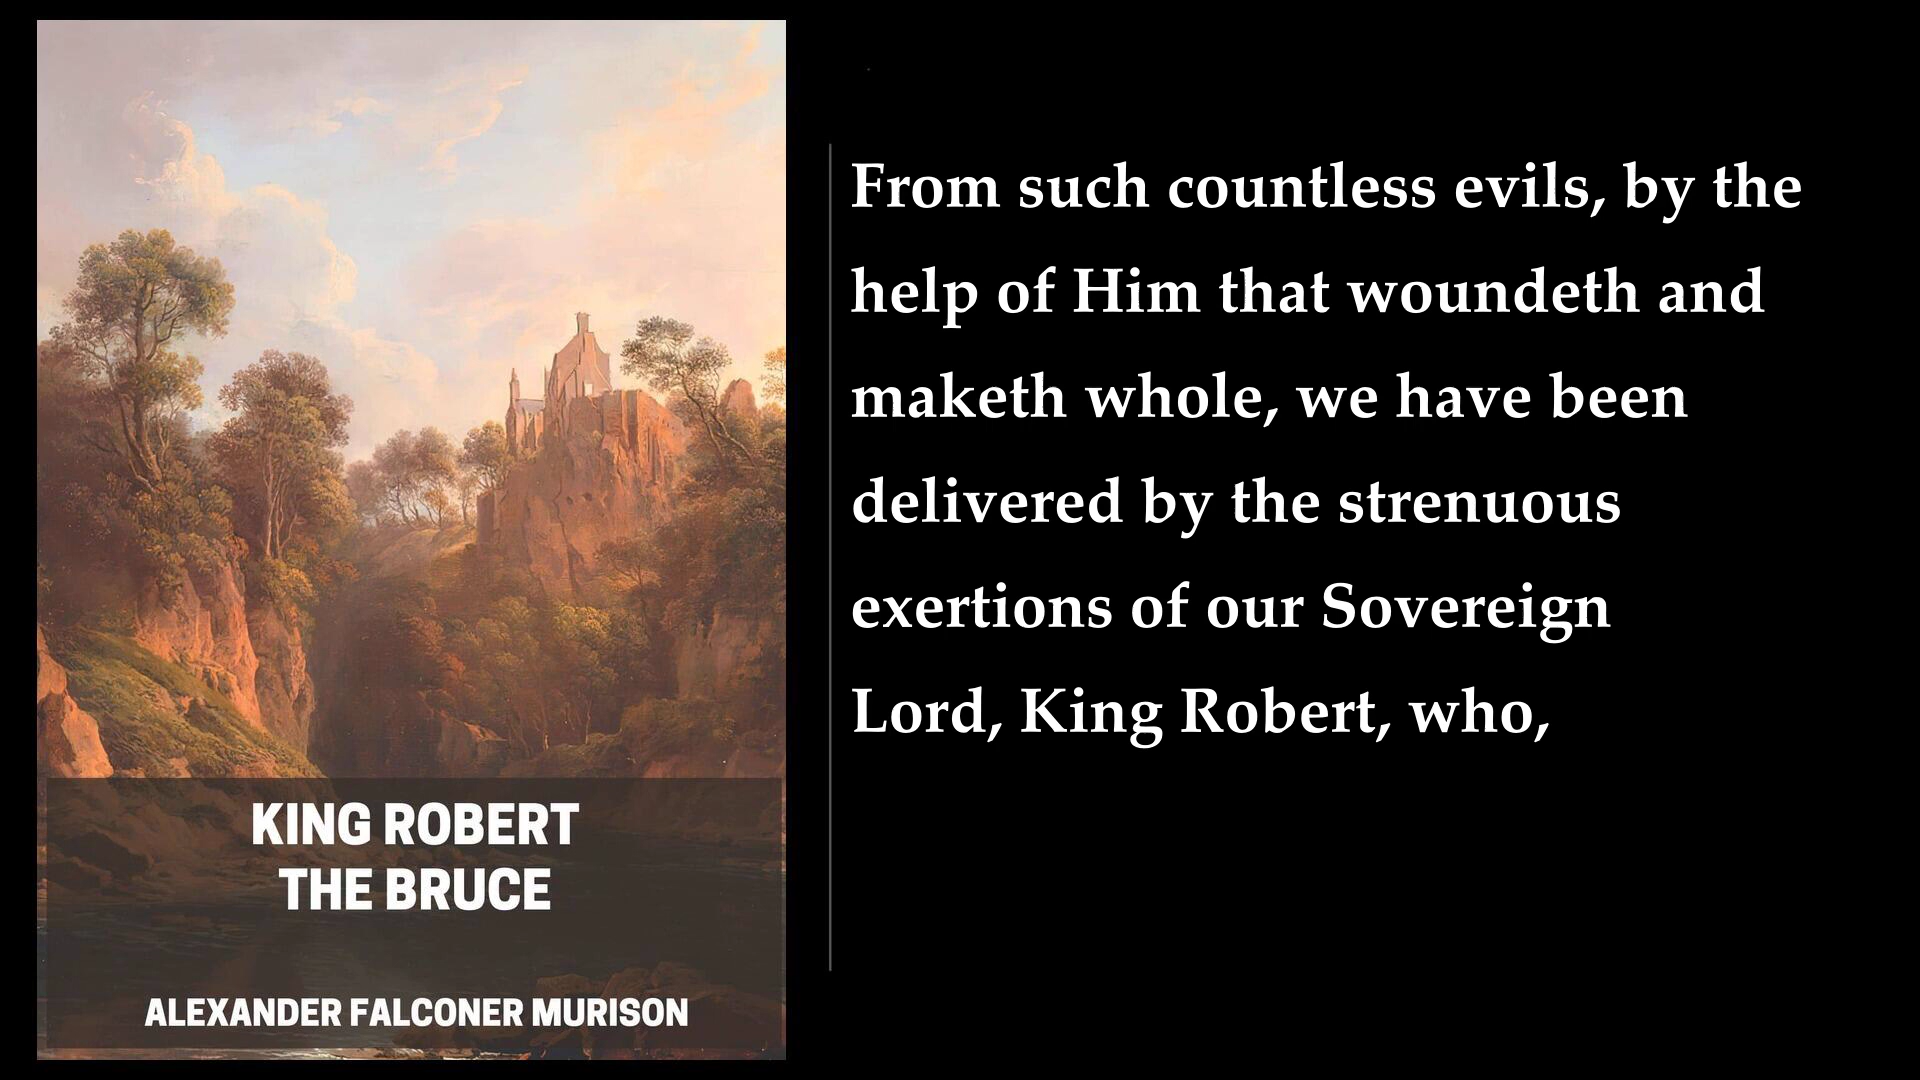 From such countless evils, by the
help of Him that woundeth and
maketh whole, we have been
delivered by the strenuous
exertions of our Sovereign
Lord, King Robert, who,
KING ROBERT
THE BRUCE
ALEXANDER FALCONER MURISON